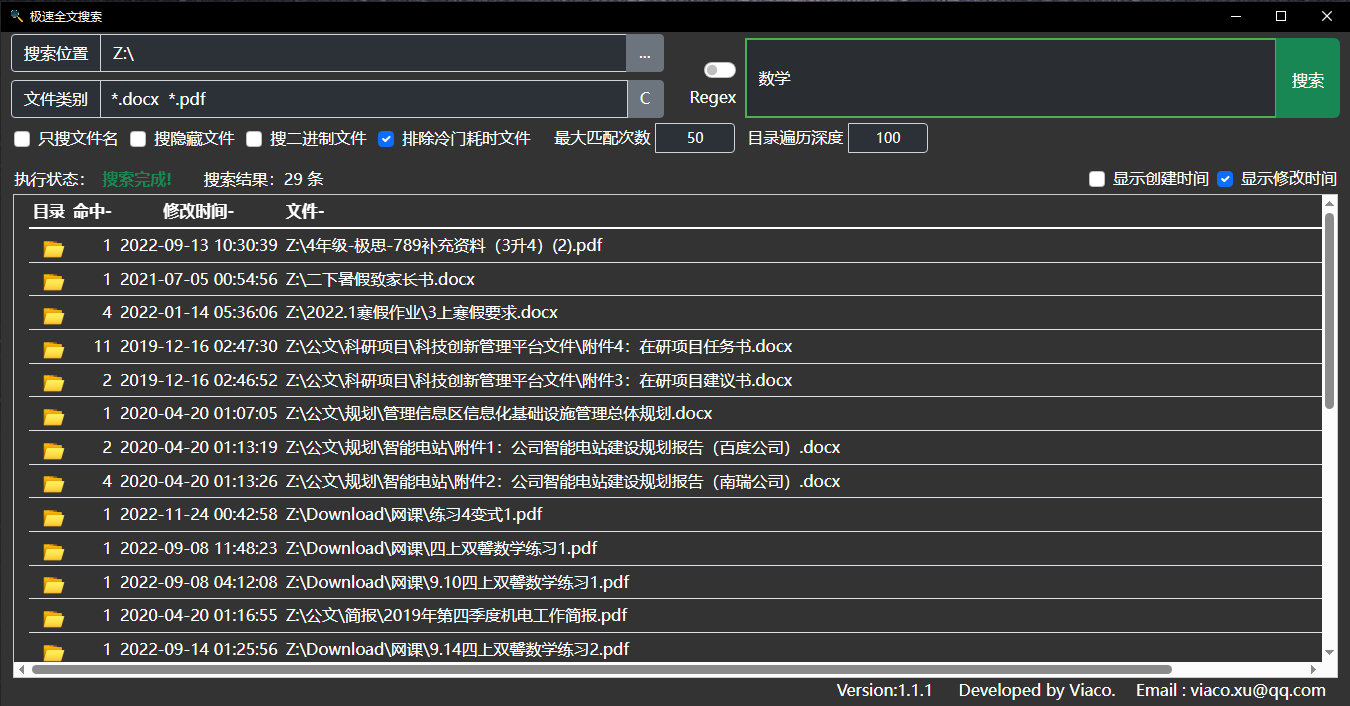 极速全文搜索
搜索位置 Z:\ ...
文件类别 *.docx *.pdf C
Regex
数学
搜索
只搜文件名 搜隐藏文件 搜二进制文件 排除冷门耗时文件 最大匹配次数 50 目录遍历深度 100
执行状态： 搜索完成! 搜索结果：29 条 显示创建时间 显示修改时间
目录 命中- 修改时间- 文件-
1 2022-09-13 10:30:39 Z:\4年级-极思-789补充资料（3升4）(2).pdf
1 2021-07-05 00:54:56 Z:\二下暑假致家长书.docx
4 2022-01-14 05:36:06 Z:\2022.1寒假作业\3上寒假要求.docx
11 2019-12-16 02:47:30 Z:\公文\科研项目\科技创新管理平台文件\附件4：在研项目任务书.docx
2 2019-12-16 02:46:52 Z:\公文\科研项目\科技创新管理平台文件\附件3：在研项目建议书.docx
1 2020-04-20 01:07:05 Z:\公文\规划\管理信息区信息化基础设施管理总体规划.docx
2 2020-04-20 01:13:19 Z:\公文\规划\智能电站\附件1：公司智能电站建设规划报告（百度公司）.docx
4 2020-04-20 01:13:26 Z:\公文\规划\智能电站\附件2：公司智能电站建设规划报告（南瑞公司）.docx
1 2022-11-24 00:42:58 Z:\Download\网课\练习4变式1.pdf
1 2022-09-08 11:48:23 Z:\Download\网课\四上双馨数学练习1.pdf
1 2022-09-08 04:12:08 Z:\Download\网课\9.10四上双馨数学练习1.pdf
1 2020-04-20 01:16:55 Z:\公文\简报\2019年第四季度机电工作简报.pdf
1 2022-09-14 01:25:56 Z:\Download\网课\9.14四上双馨数学练习2.pdf
Version:1.1.1 Developed by Viaco. Email : viaco.xu@qq.com